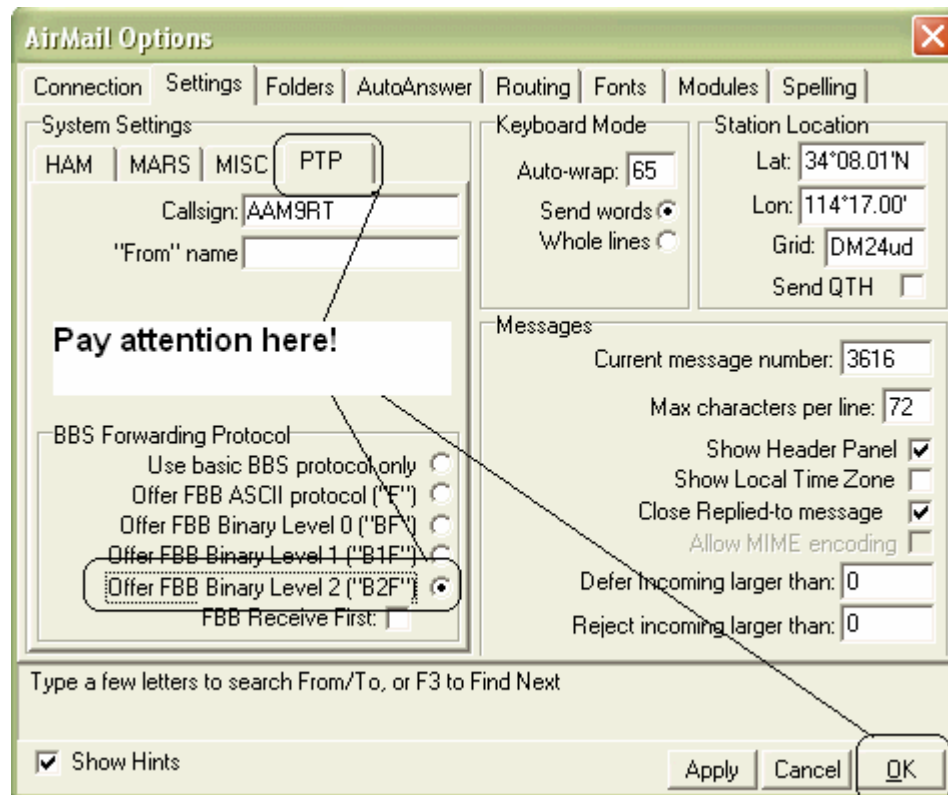 AirMail Options
Connection Settings Folders AutoAnswer Routing Fonts Modules Spelling
System Settings
HAM MARS MISC PTP
Callsign: AAM9RT
"From" name
Pay attention here!
BBS Forwarding Protocol
Use basic BBS protocol only
Offer FBB ASCII protocol ("F")
Offer FBB Binary Level 0 ("BF")
Offer FBB Binary Level 1 ("B1F")
Offer FBB Binary Level 2 ("B2F")
FBB Receive First:
Keyboard Mode
Auto-wrap: 65
Send words
Whole lines
Station Location
Lat: 34°08.01'N
Lon: 114°17.00'
Grid: DM24ud
Send QTH
Messages
Current message number: 3616
Max characters per line: 72
Show Header Panel
Show Local Time Zone
Close Replied-to message
Allow MIME encoding
Defer Incoming larger than: 0
Reject incoming larger than: 0
Type a few letters to search From/To, or F3 to Find Next
Show Hints
Apply Cancel OK